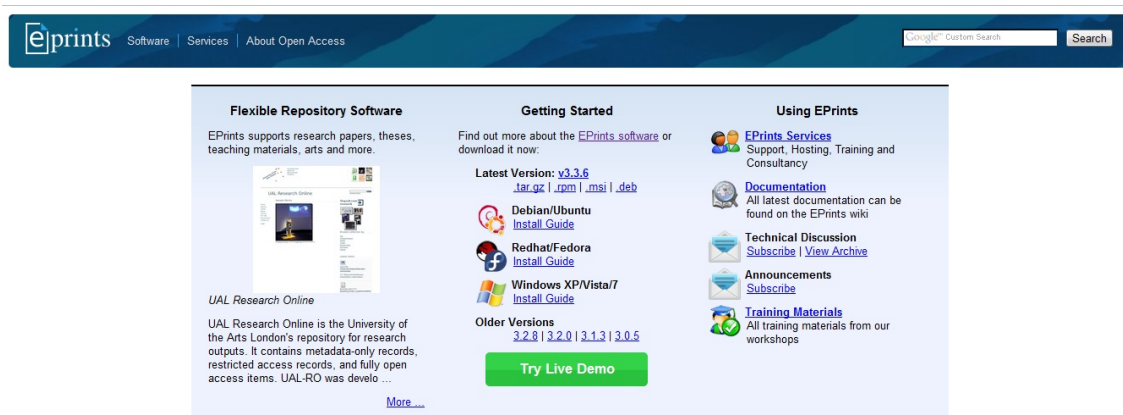 eprints Software | Services | About Open Access
Google™ Custom Search Search
Flexible Repository Software
EPrints supports research papers, theses,
teaching materials, arts and more.
UAL Research Online
UAL Research Online
UAL Research Online is the University of
the Arts London's repository for research
outputs. It contains metadata-only records,
restricted access records, and fully open
access items. UAL-RO was develo ...
More ...
Getting Started
Find out more about the EPrints software or
download it now:
Latest Version: v3.3.6
.tar.gz | .rpm | .msi | .deb
Debian/Ubuntu
Install Guide
Redhat/Fedora
Install Guide
Windows XP/Vista/7
Install Guide
Older Versions
3.2.8 | 3.2.0 | 3.1.3 | 3.0.5
Try Live Demo
Using EPrints
EPrints Services
Support, Hosting, Training and
Consultancy
Documentation
All latest documentation can be
found on the EPrints wiki
Technical Discussion
Subscribe | View Archive
Announcements
Subscribe
Training Materials
All training materials from our
workshops